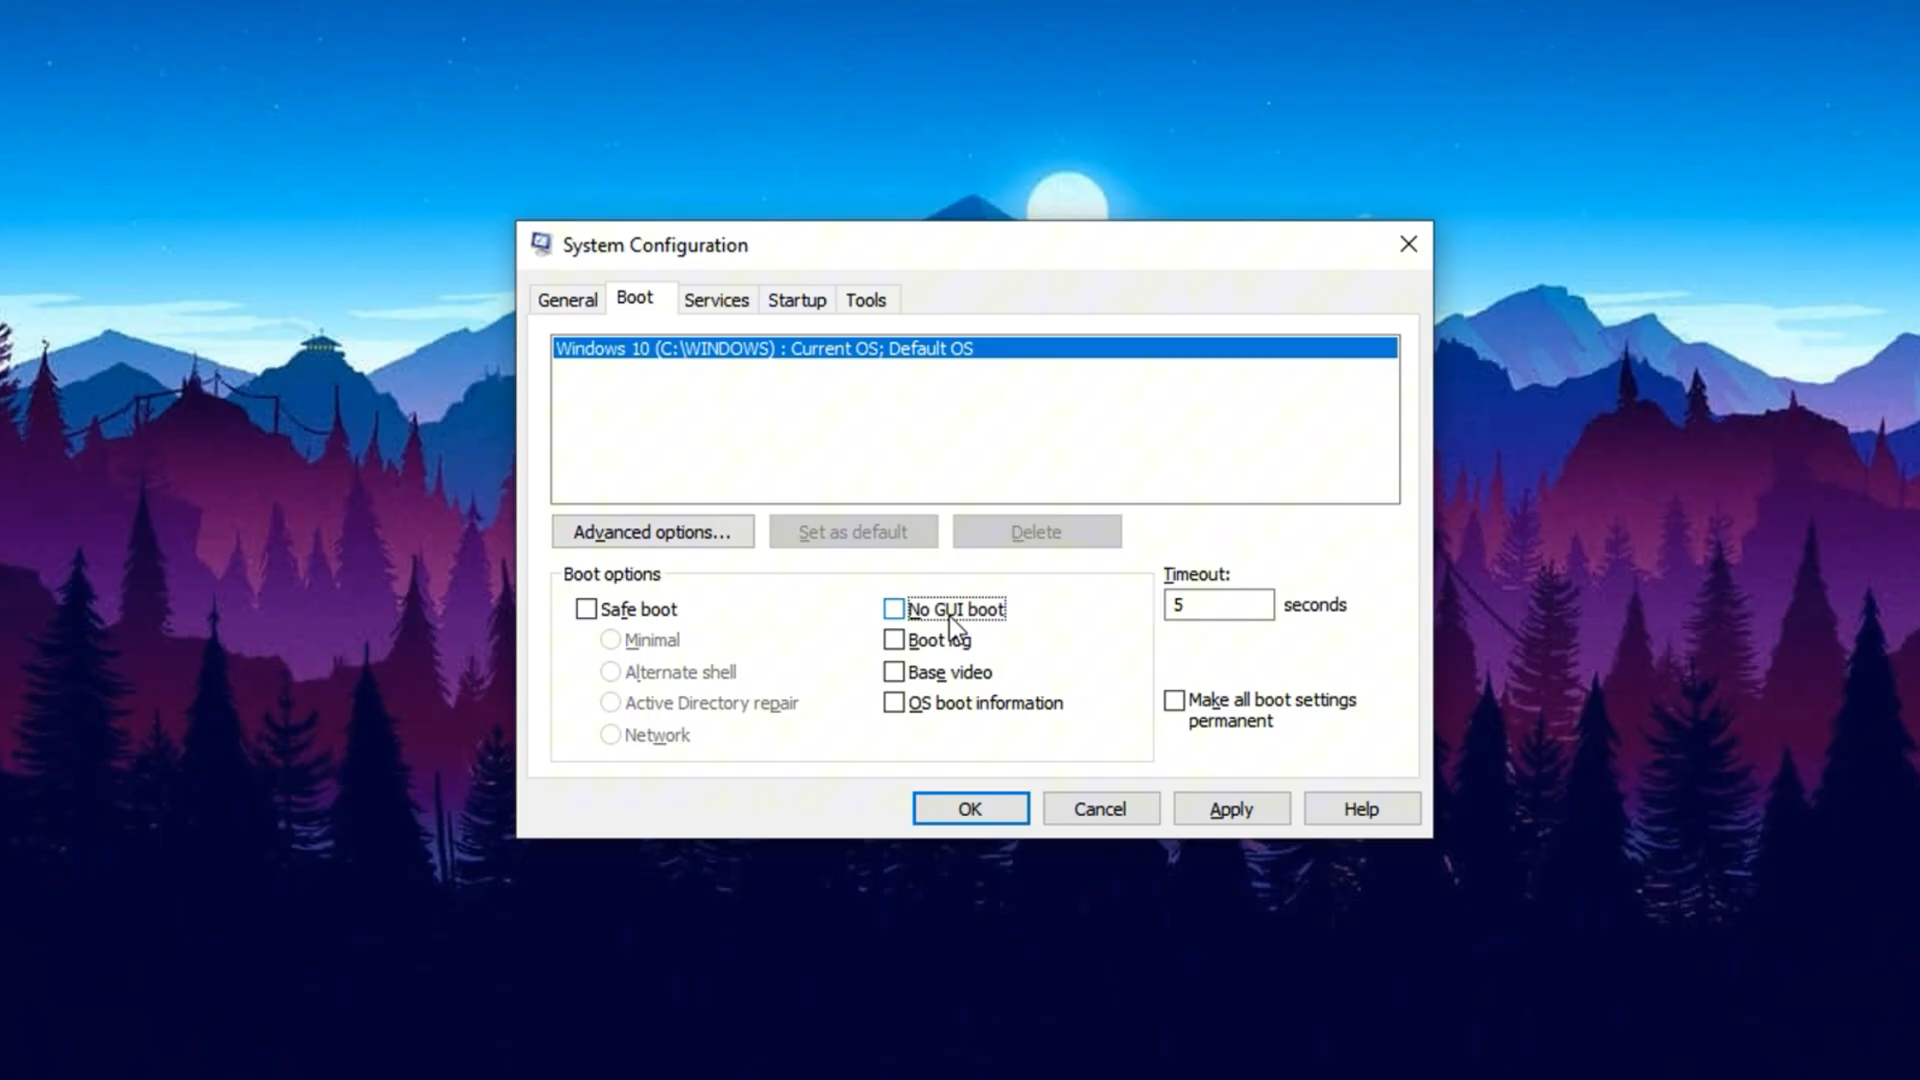 System Configuration
General Boot Services Startup Tools
Windows 10 (C:\WINDOWS) : Current OS; Default OS
Advanced options... Set as default Delete
Boot options Timeout:
Safe boot No GUI boot 5 seconds
Minimal Boot log
Alternate shell Base video
Active Directory repair OS boot information Make all boot settings
permanent
Network
OK Cancel Apply Help